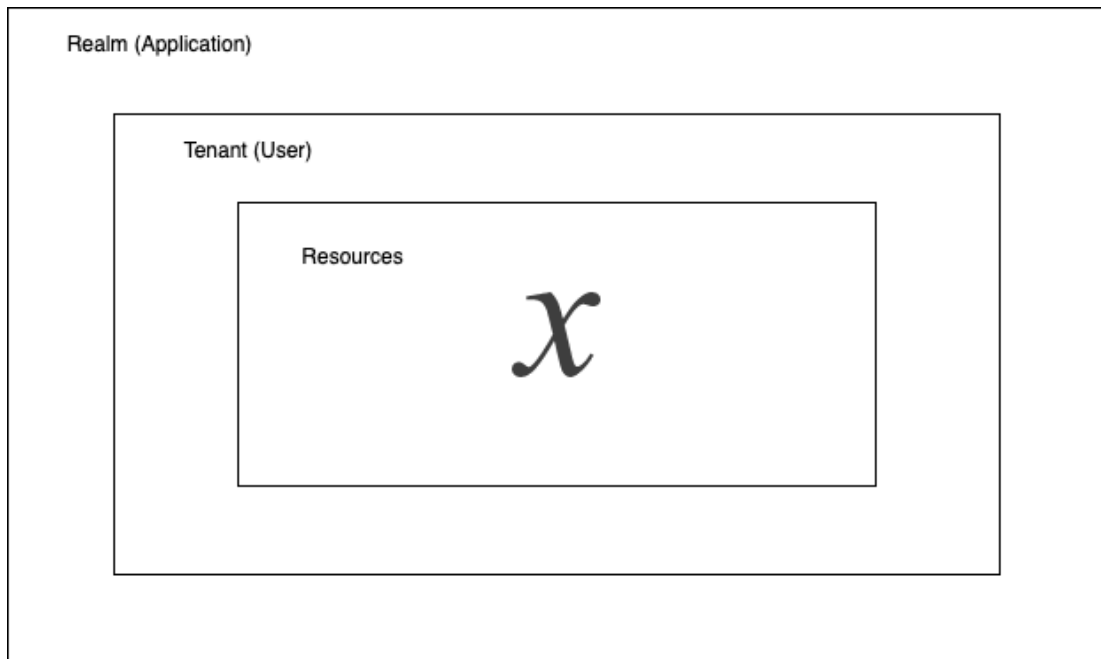 Realm (Application)
Tenant (User)
Resources
x